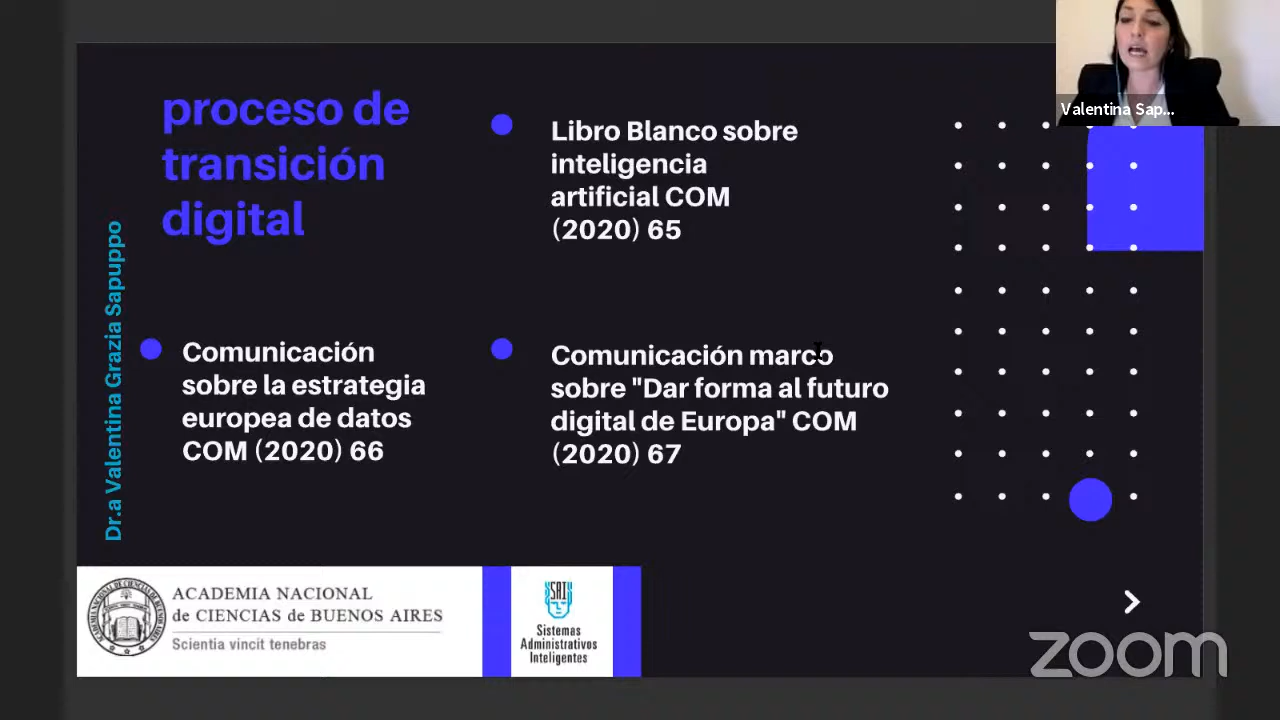 Valentina Sap...
proceso de
transición
digital
Libro Blanco sobre
inteligencia
artificial COM
(2020) 65
Dr.a Valentina Grazia Sapuppo
Comunicación
sobre la estrategia
europea de datos
COM (2020) 66
Comunicación marco
sobre "Dar forma al futuro
digital de Europa" COM
(2020) 67
ACADEMIA NACIONAL
de CIENCIAS de BUENOS AIRES
Scientia vincit tenebras
SAI
Sistemas
Administrativos
Inteligentes
zoom